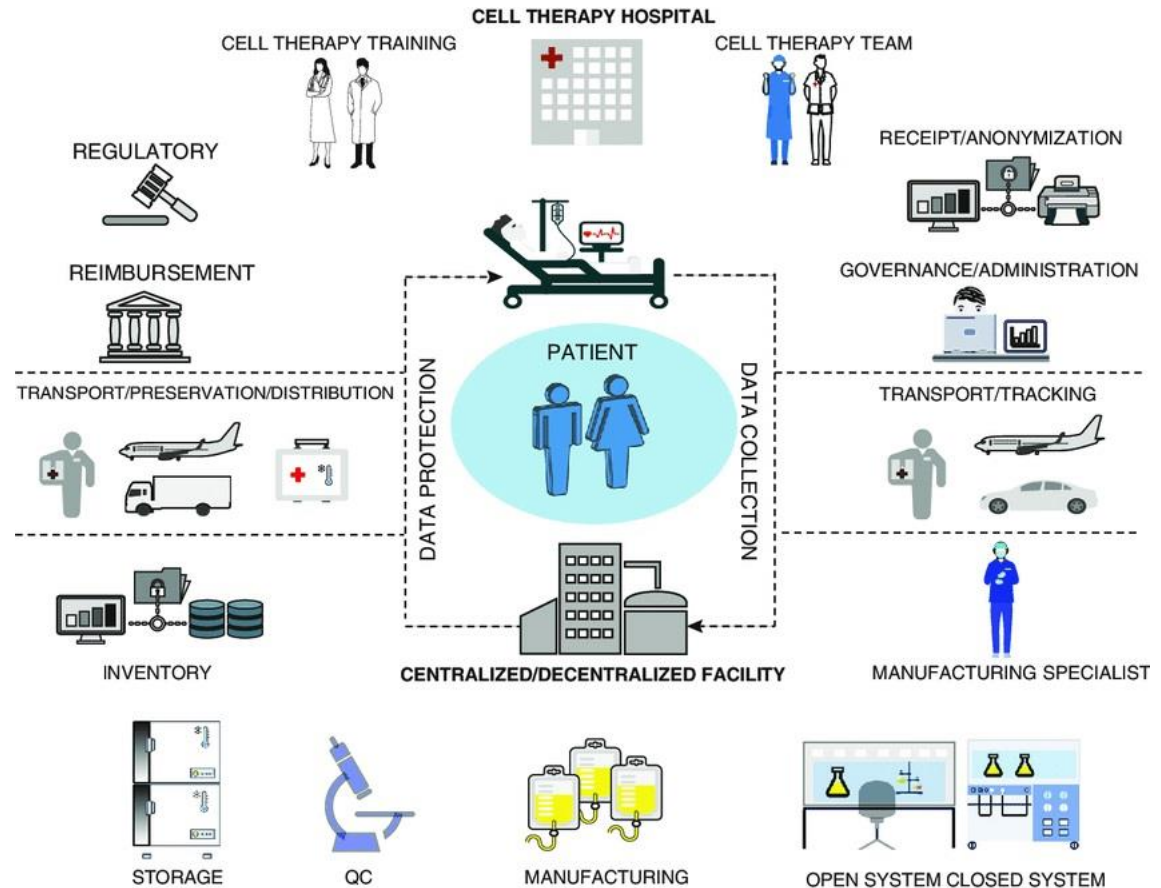 CELL THERAPY HOSPITAL
CELL THERAPY TRAINING
CELL THERAPY TEAM
REGULATORY
RECEIPT/ANONYMIZATION
REIMBURSEMENT
GOVERNANCE/ADMINISTRATION
PATIENT
TRANSPORT/PRESERVATION/DISTRIBUTION
TRANSPORT/TRACKING
DATA PROTECTION
DATA COLLECTION
INVENTORY
CENTRALIZED/DECENTRALIZED FACILITY
MANUFACTURING SPECIALIST
STORAGE
QC
MANUFACTURING
OPEN SYSTEM
CLOSED SYSTEM